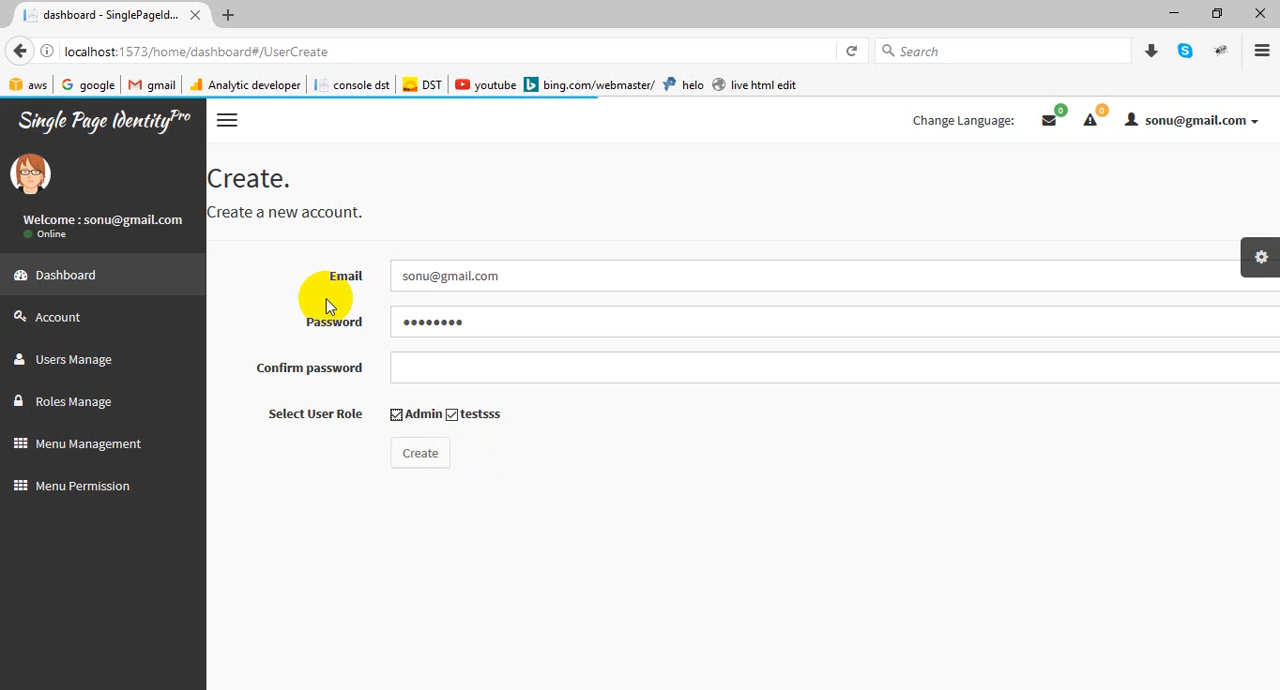 dashboard - SinglePageId...
localhost:1573/home/dashboard#/UserCreate
Search
aws google gmail Analytic developer console dst DST youtube bing.com/webmaster/ helo live html edit
Single Page Identity Pro
Change Language: 0 0 sonu@gmail.com
Welcome : sonu@gmail.com
Online
Dashboard
Account
Users Manage
Roles Manage
Menu Management
Menu Permission
Create.
Create a new account.
Email sonu@gmail.com
Password ••••••••
Confirm password
Select User Role Admin testsss
Create